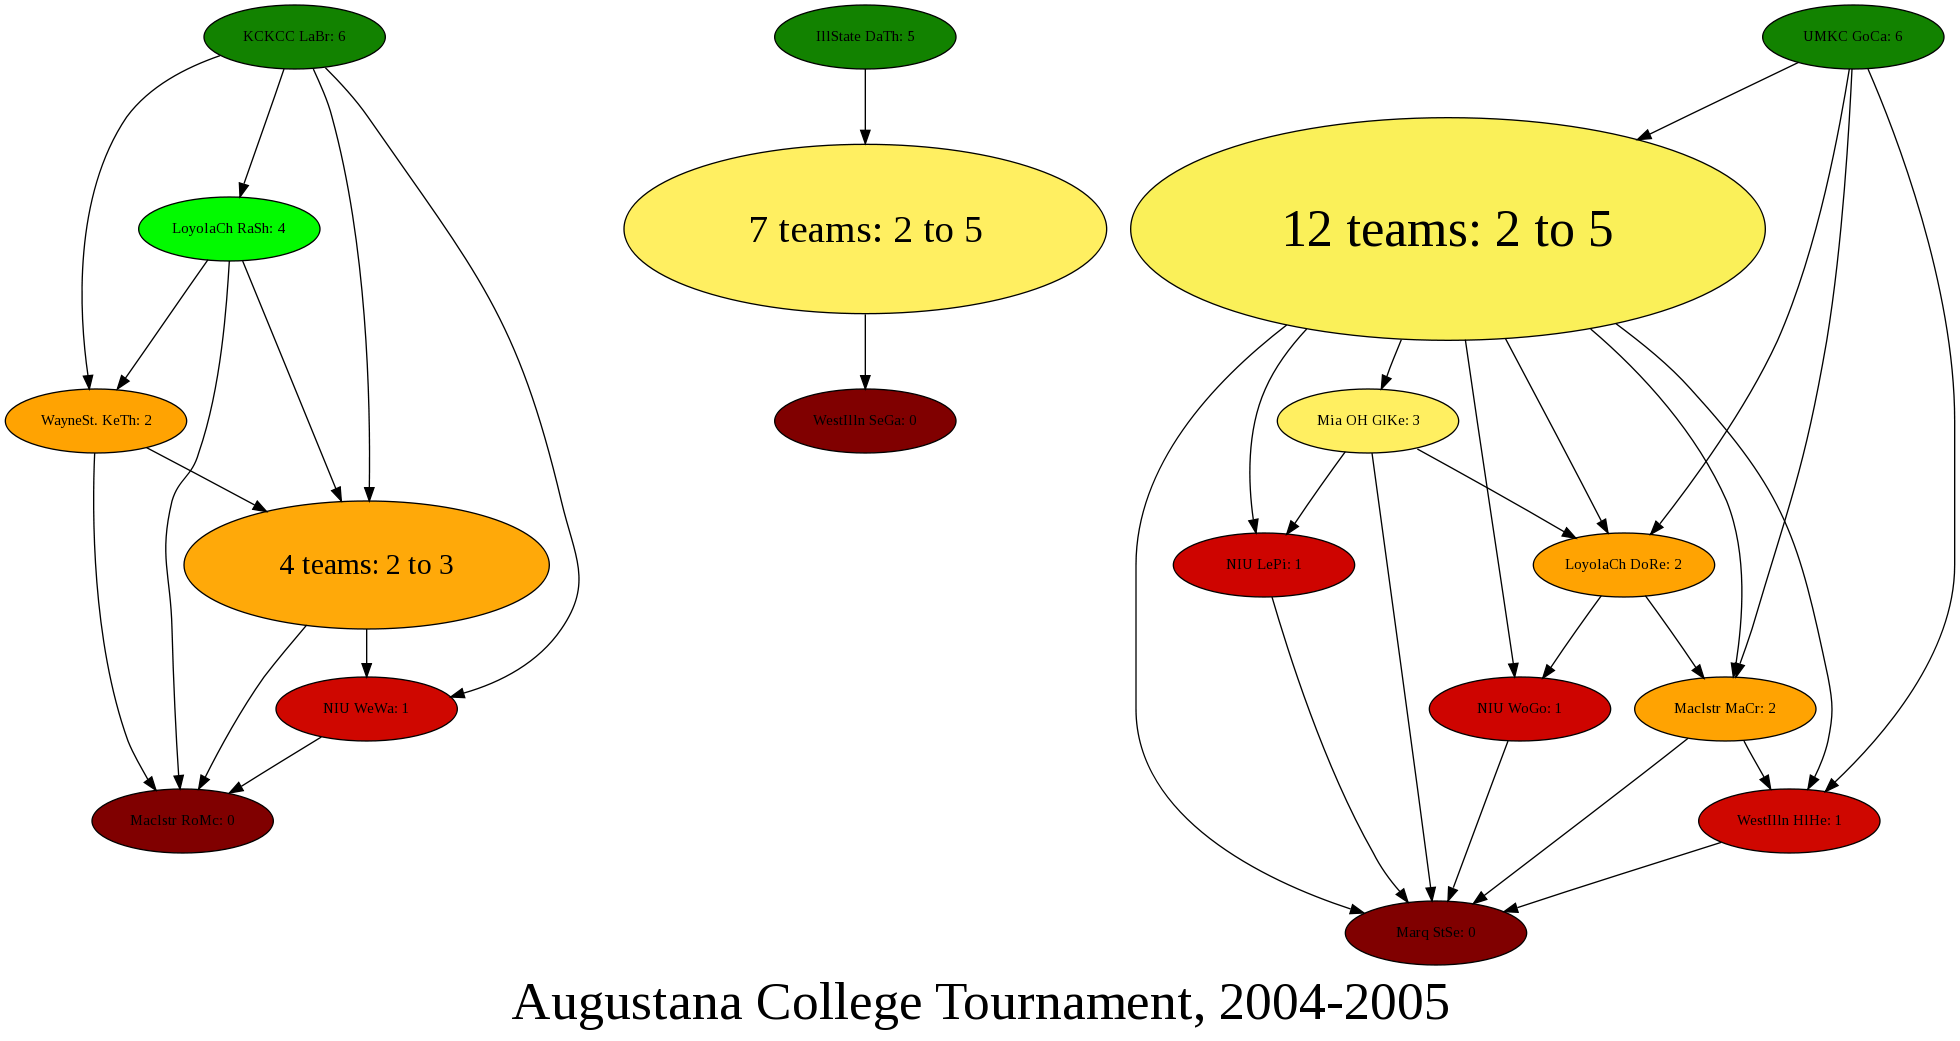 KCKCC LaBr: 6
IllState DaTh: 5
UMKC GoCa: 6
LoyolaCh RaSh: 4
7 teams: 2 to 5
12 teams: 2 to 5
WayneSt. KeTh: 2
WestIlin SeGa: 0
Mia OH GlKe: 3
4 teams: 2 to 3
NIU LePi: 1
LoyolaCh DoRe: 2
NIU WeWa: 1
NIU WoGo: 1
Maclstr MaCr: 2
Maclstr RoMc: 0
WestIlin HlHe: 1
Marq StSe: 0
Augustana College Tournament, 2004-2005